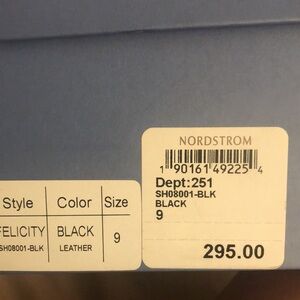 NORDSTROM
1 90161 49225 4
Dept:251
SH08001-BLK
BLACK
9
295.00
Style Color Size
FELICITY BLACK 9
SH08001-BLK LEATHER